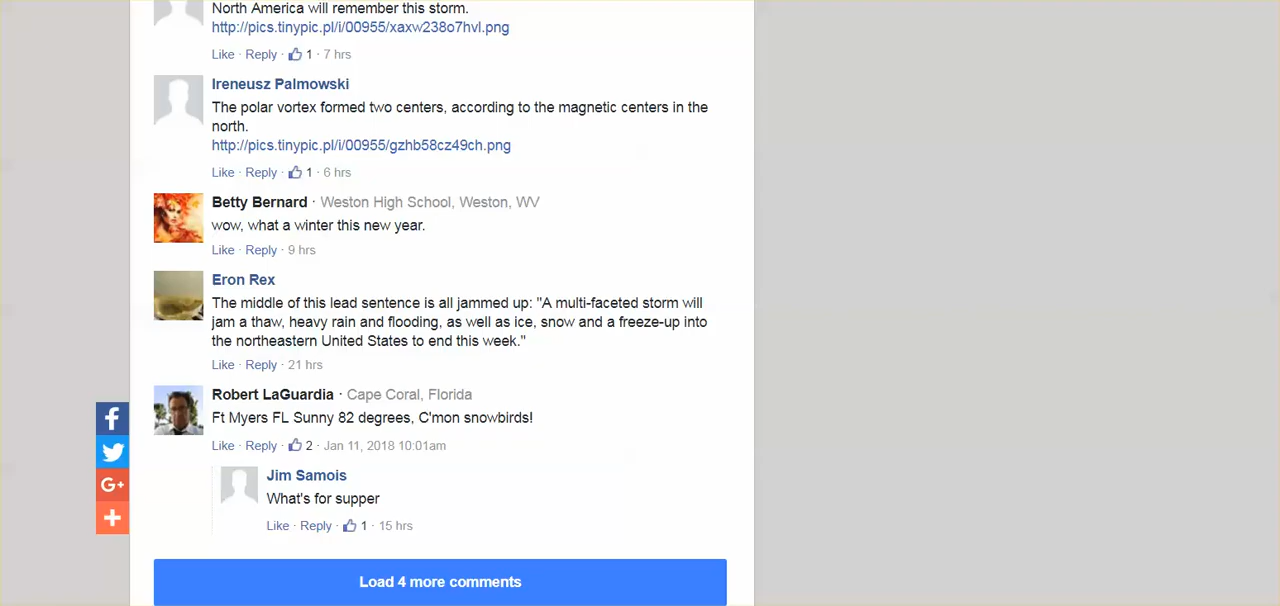 North America will remember this storm.
http://pics.tinypic.pl/i/00955/xaxw238o7hvl.png
Like · Reply · 1 · 7 hrs
Ireneusz Palmowski
The polar vortex formed two centers, according to the magnetic centers in the
north.
http://pics.tinypic.pl/i/00955/gzhb58cz49ch.png
Like · Reply · 1 · 6 hrs
Betty Bernard · Weston High School, Weston, WV
wow, what a winter this new year.
Like · Reply · 9 hrs
Eron Rex
The middle of this lead sentence is all jammed up: "A multi-faceted storm will
jam a thaw, heavy rain and flooding, as well as ice, snow and a freeze-up into
the northeastern United States to end this week."
Like · Reply · 21 hrs
Robert LaGuardia · Cape Coral, Florida
Ft Myers FL Sunny 82 degrees, C'mon snowbirds!
Like · Reply · 2 · Jan 11, 2018 10:01am
Jim Samois
What's for supper
Like · Reply · 1 · 15 hrs
Load 4 more comments